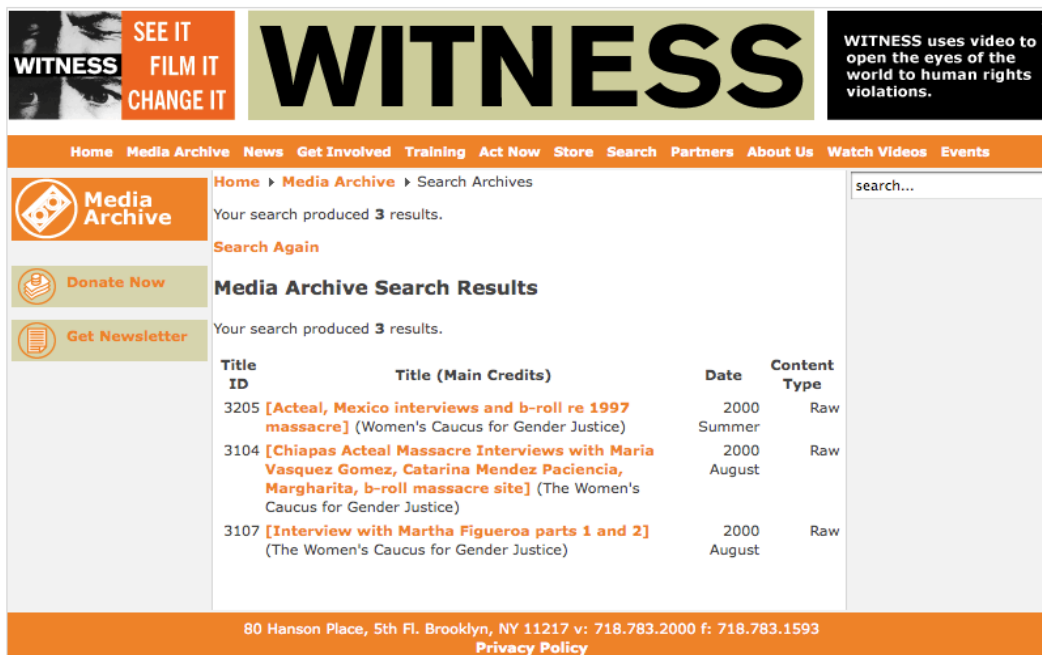 SEE IT
WITNESS FILM IT
CHANGE IT
WITNESS
WITNESS uses video to
open the eyes of the
world to human rights
violations.
Home Media Archive News Get Involved Training Act Now Store Search Partners About Us Watch Videos Events
Media
Archive
Donate Now
Get Newsletter
Home Media Archive Search Archives
Your search produced 3 results.
Search Again
Media Archive Search Results
Your search produced 3 results.
Title
ID Title (Main Credits) Date Content
Type
3205 [Acteal, Mexico interviews and b-roll re 1997 2000 Raw
massacre] (Women's Caucus for Gender Justice) Summer
3104 [Chiapas Acteal Massacre Interviews with Maria 2000 Raw
Vasquez Gomez, Catarina Mendez Paciencia, August
Margharita, b-roll massacre site] (The Women's
Caucus for Gender Justice)
3107 [Interview with Martha Figueroa parts 1 and 2] 2000 Raw
(The Women's Caucus for Gender Justice) August
search...
80 Hanson Place, 5th Fl. Brooklyn, NY 11217 v: 718.783.2000 f: 718.783.1593
Privacy Policy